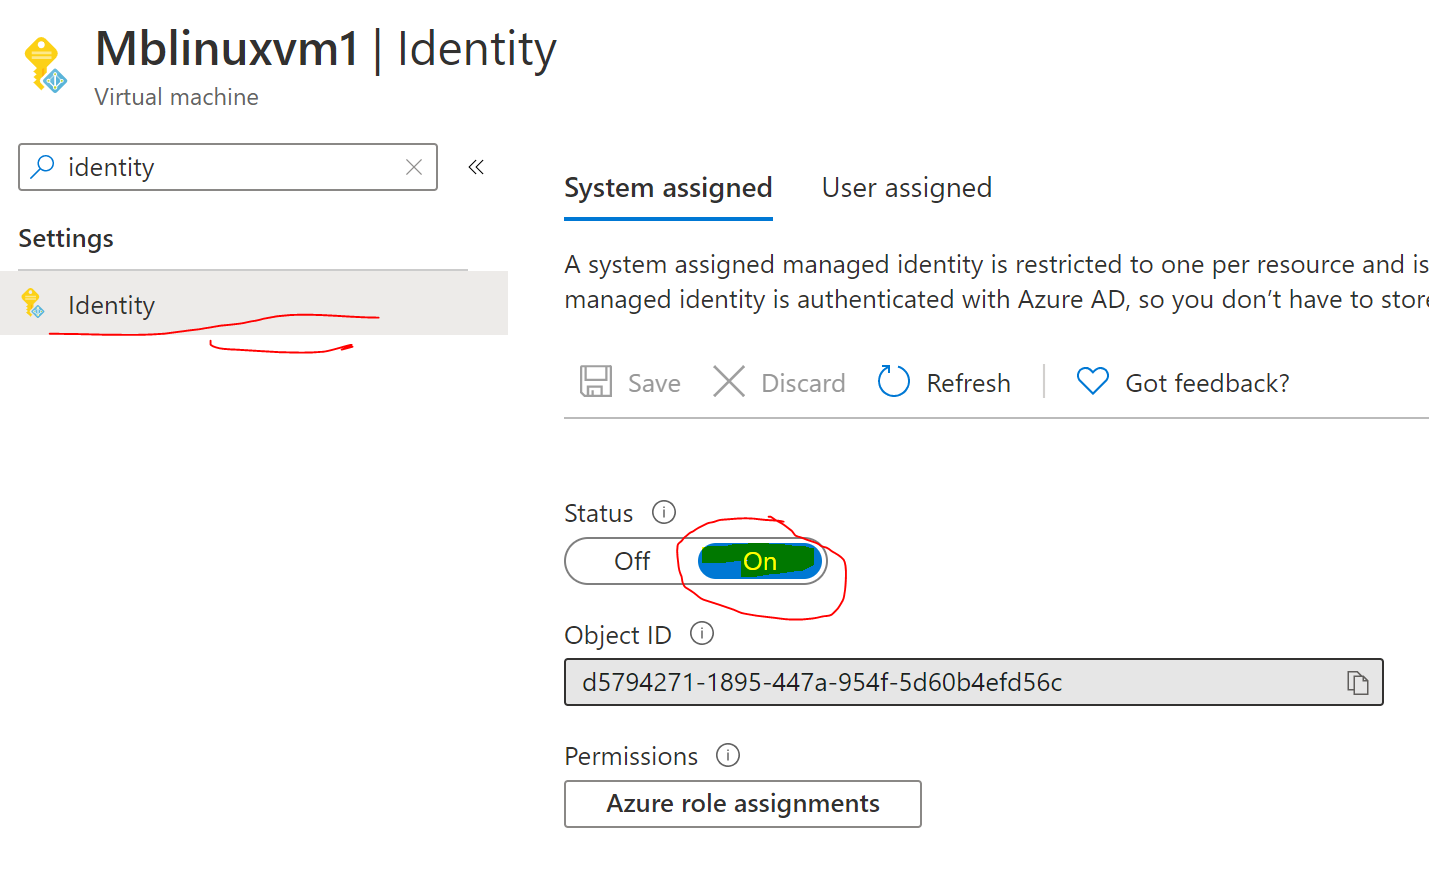 Mblinuxvm1 | Identity
Virtual machine
identity
«
Settings
Identity
System assigned
User assigned
A system assigned managed identity is restricted to one per resource and is
managed identity is authenticated with Azure AD, so you don’t have to store
Save
Discard
Refresh
Got feedback?
Status
Off
On
Object ID
d5794271-1895-447a-954f-5d60b4efd56c
Permissions
Azure role assignments